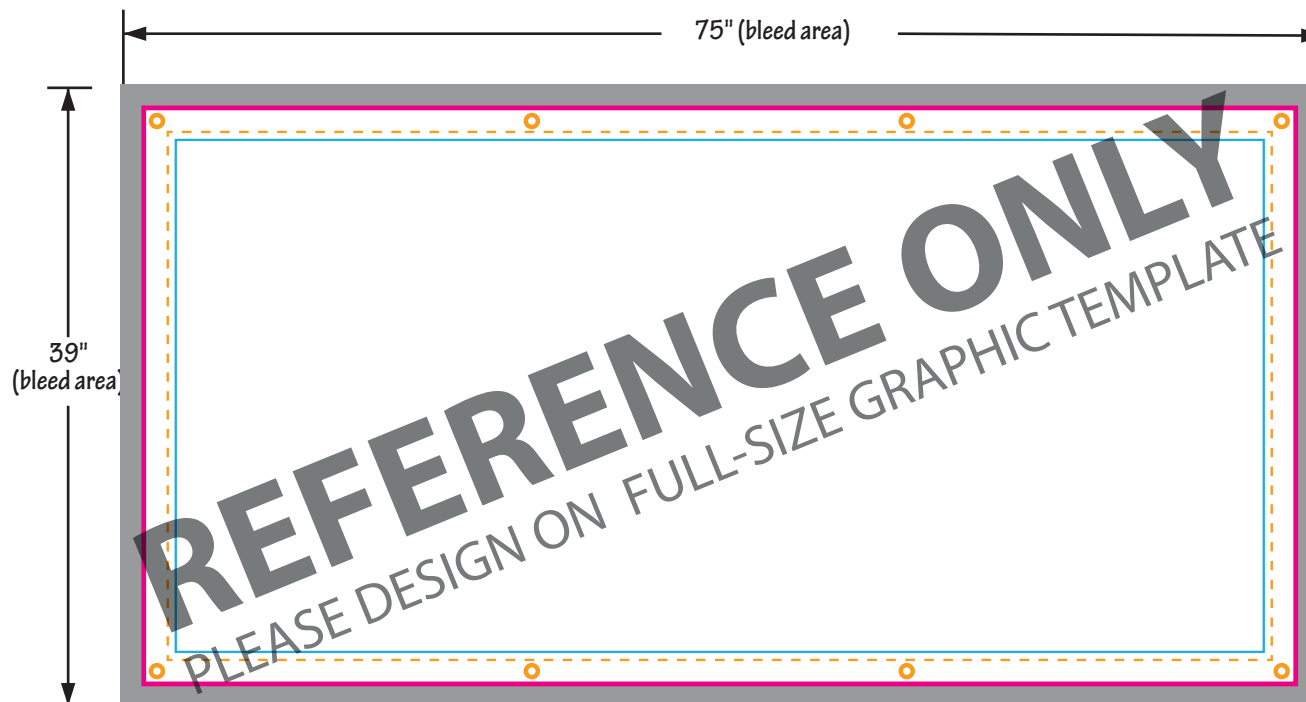 75" (bleed area)
39"
(bleed area)
REFERENCE ONLY
PLEASE DESIGN ON FULL-SIZE GRAPHIC TEMPLATE